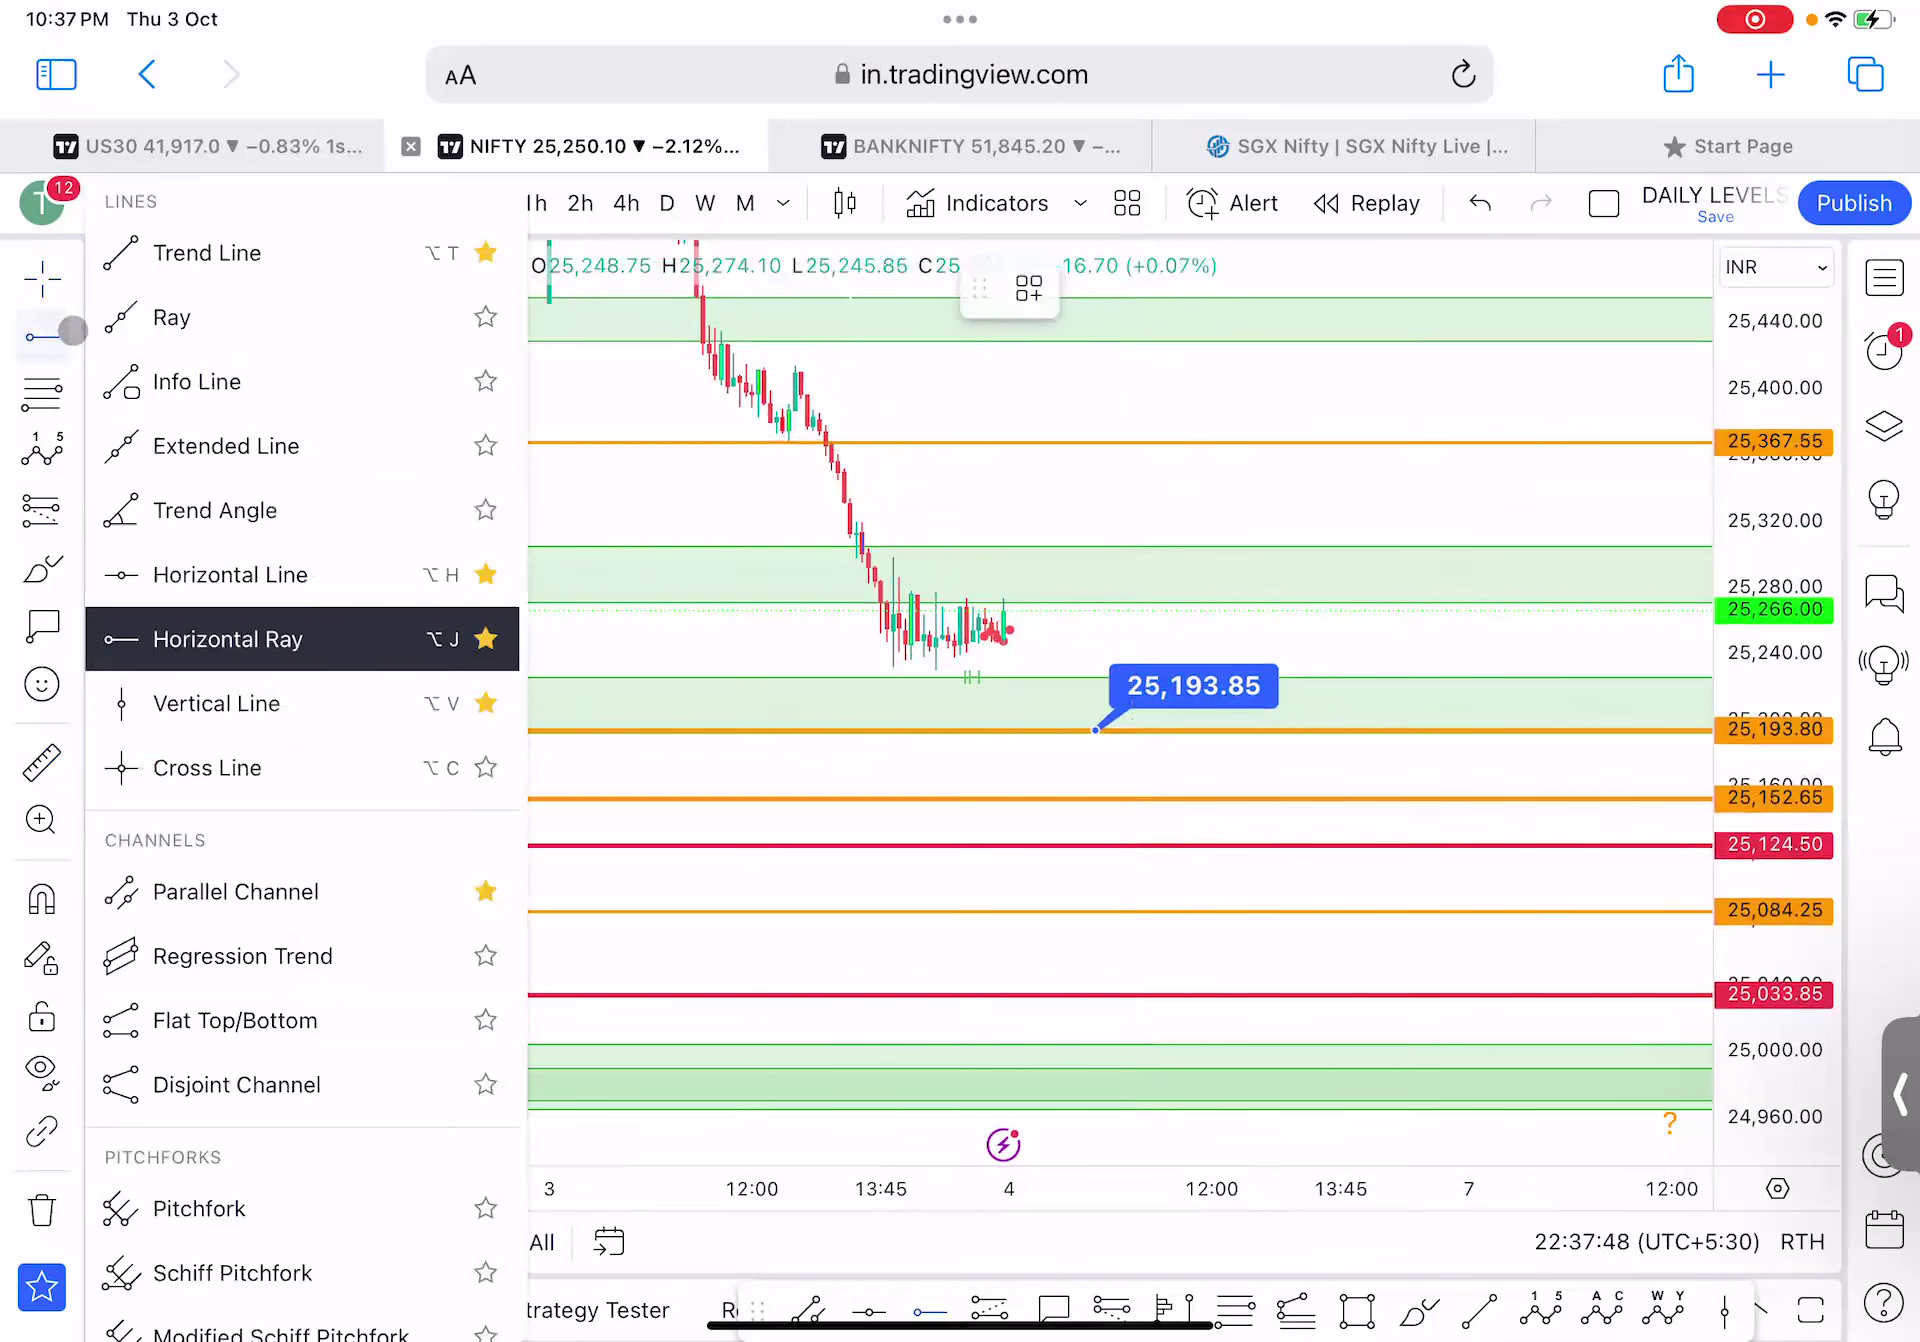 10:37 PM Thu 3 Oct
AA in.tradingview.com
US30 41,917.0 ▼ −0.83% 1s...
NIFTY 25,250.10 ▼ −2.12%...
BANKNIFTY 51,845.20 ▼ −...
SGX Nifty | SGX Nifty Live |...
Start Page
T 12
1h 2h 4h D W M Indicators Alert Replay
DAILY LEVELS
Save
Publish
LINES
Trend Line ⌥ T
Ray
Info Line
Extended Line
Trend Angle
Horizontal Line ⌥ H
Horizontal Ray ⌥ J
Vertical Line ⌥ V
Cross Line ⌥ C
CHANNELS
Parallel Channel
Regression Trend
Flat Top/Bottom
Disjoint Channel
PITCHFORKS
Pitchfork
Schiff Pitchfork
Modified Schiff Pitchfork
O25,248.75 H25,274.10 L25,245.85 C25 16.70 (+0.07%)
25,193.85
INR
25,440.00
25,400.00
25,367.55
25,320.00
25,280.00
25,266.00
25,240.00
25,193.80
25,152.65
25,124.50
25,084.25
25,033.85
25,000.00
24,960.00
?
1
3 12:00 13:45 4 12:00 13:45 7 12:00
All
22:37:48 (UTC+5:30) RTH
trategy Tester
1 5
A C
W Y
1 5